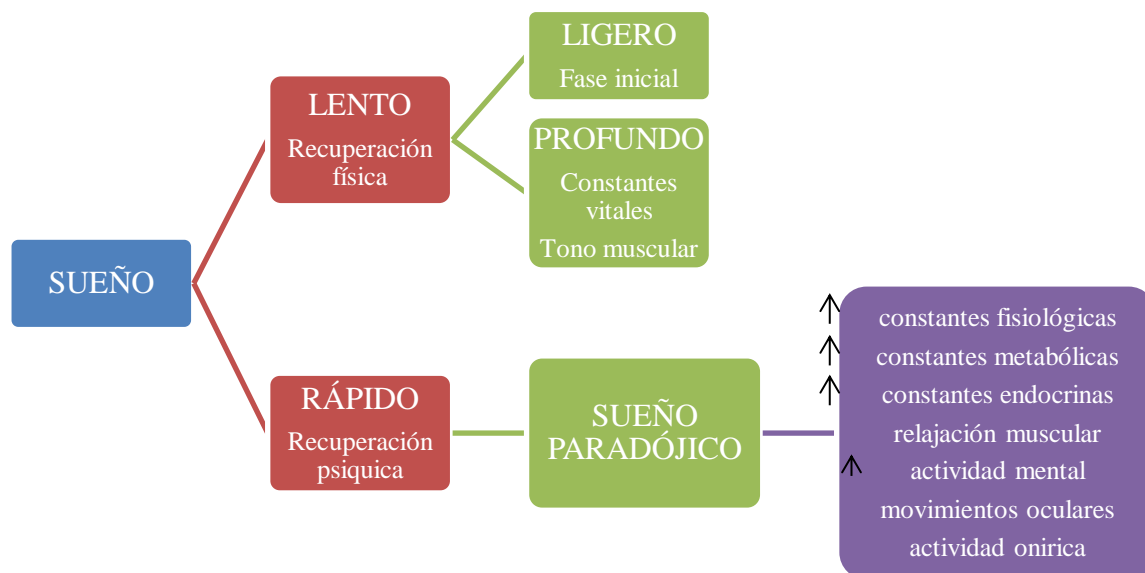 SUEÑO
LENTO
Recuperación
física
LIGERO
Fase inicial
PROFUNDO
Constantes
vitales
Tono muscular
RÁPIDO
Recuperación
psiquica
SUEÑO
PARADÓJICO
constantes fisiológicas
constantes metabólicas
constantes endocrinas
relajación muscular
actividad mental
movimientos oculares
actividad onirica